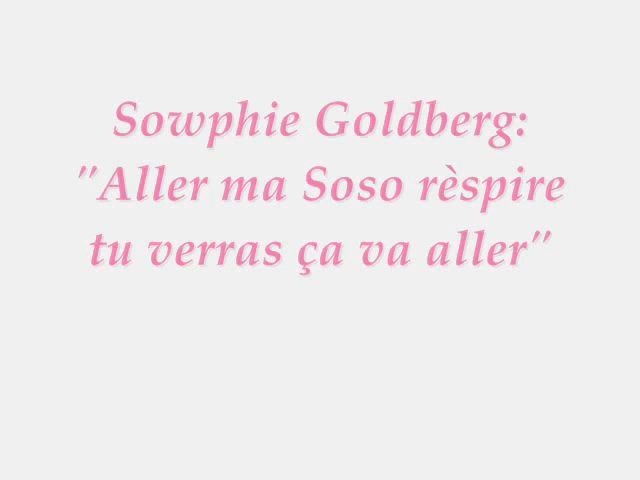 Sowphie Goldberg:
"Aller ma Soso rèspire
tu verras ça va aller"